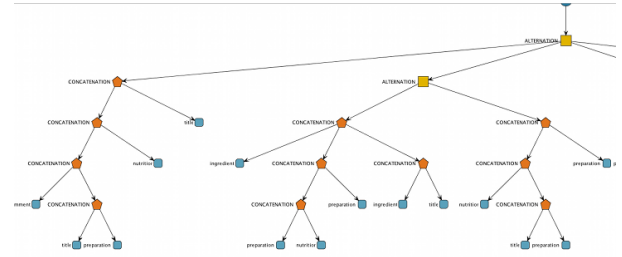 ALTERNATION
CONCATENATION ALTERNATION
CONCATENATION title CONCATENATION CONCATENATION
CONCATENATION nutrition ingredient CONCATENATION CONCATENATION CONCATENATION preparation
mment CONCATENATION CONCATENATION preparation ingredient title nutrition CONCATENATION
title preparation preparation nutrition title preparation